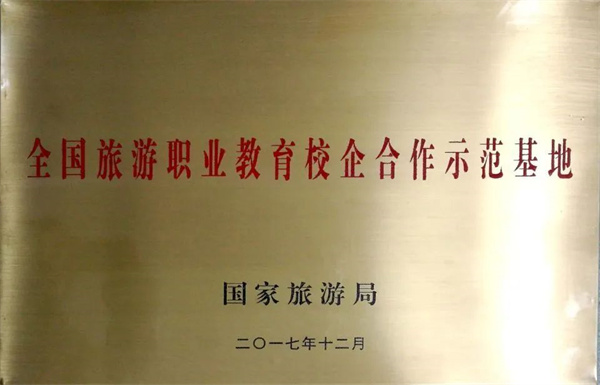 全国旅游职业教育校企合作示范基地
国家旅游局
二〇一七年十二月